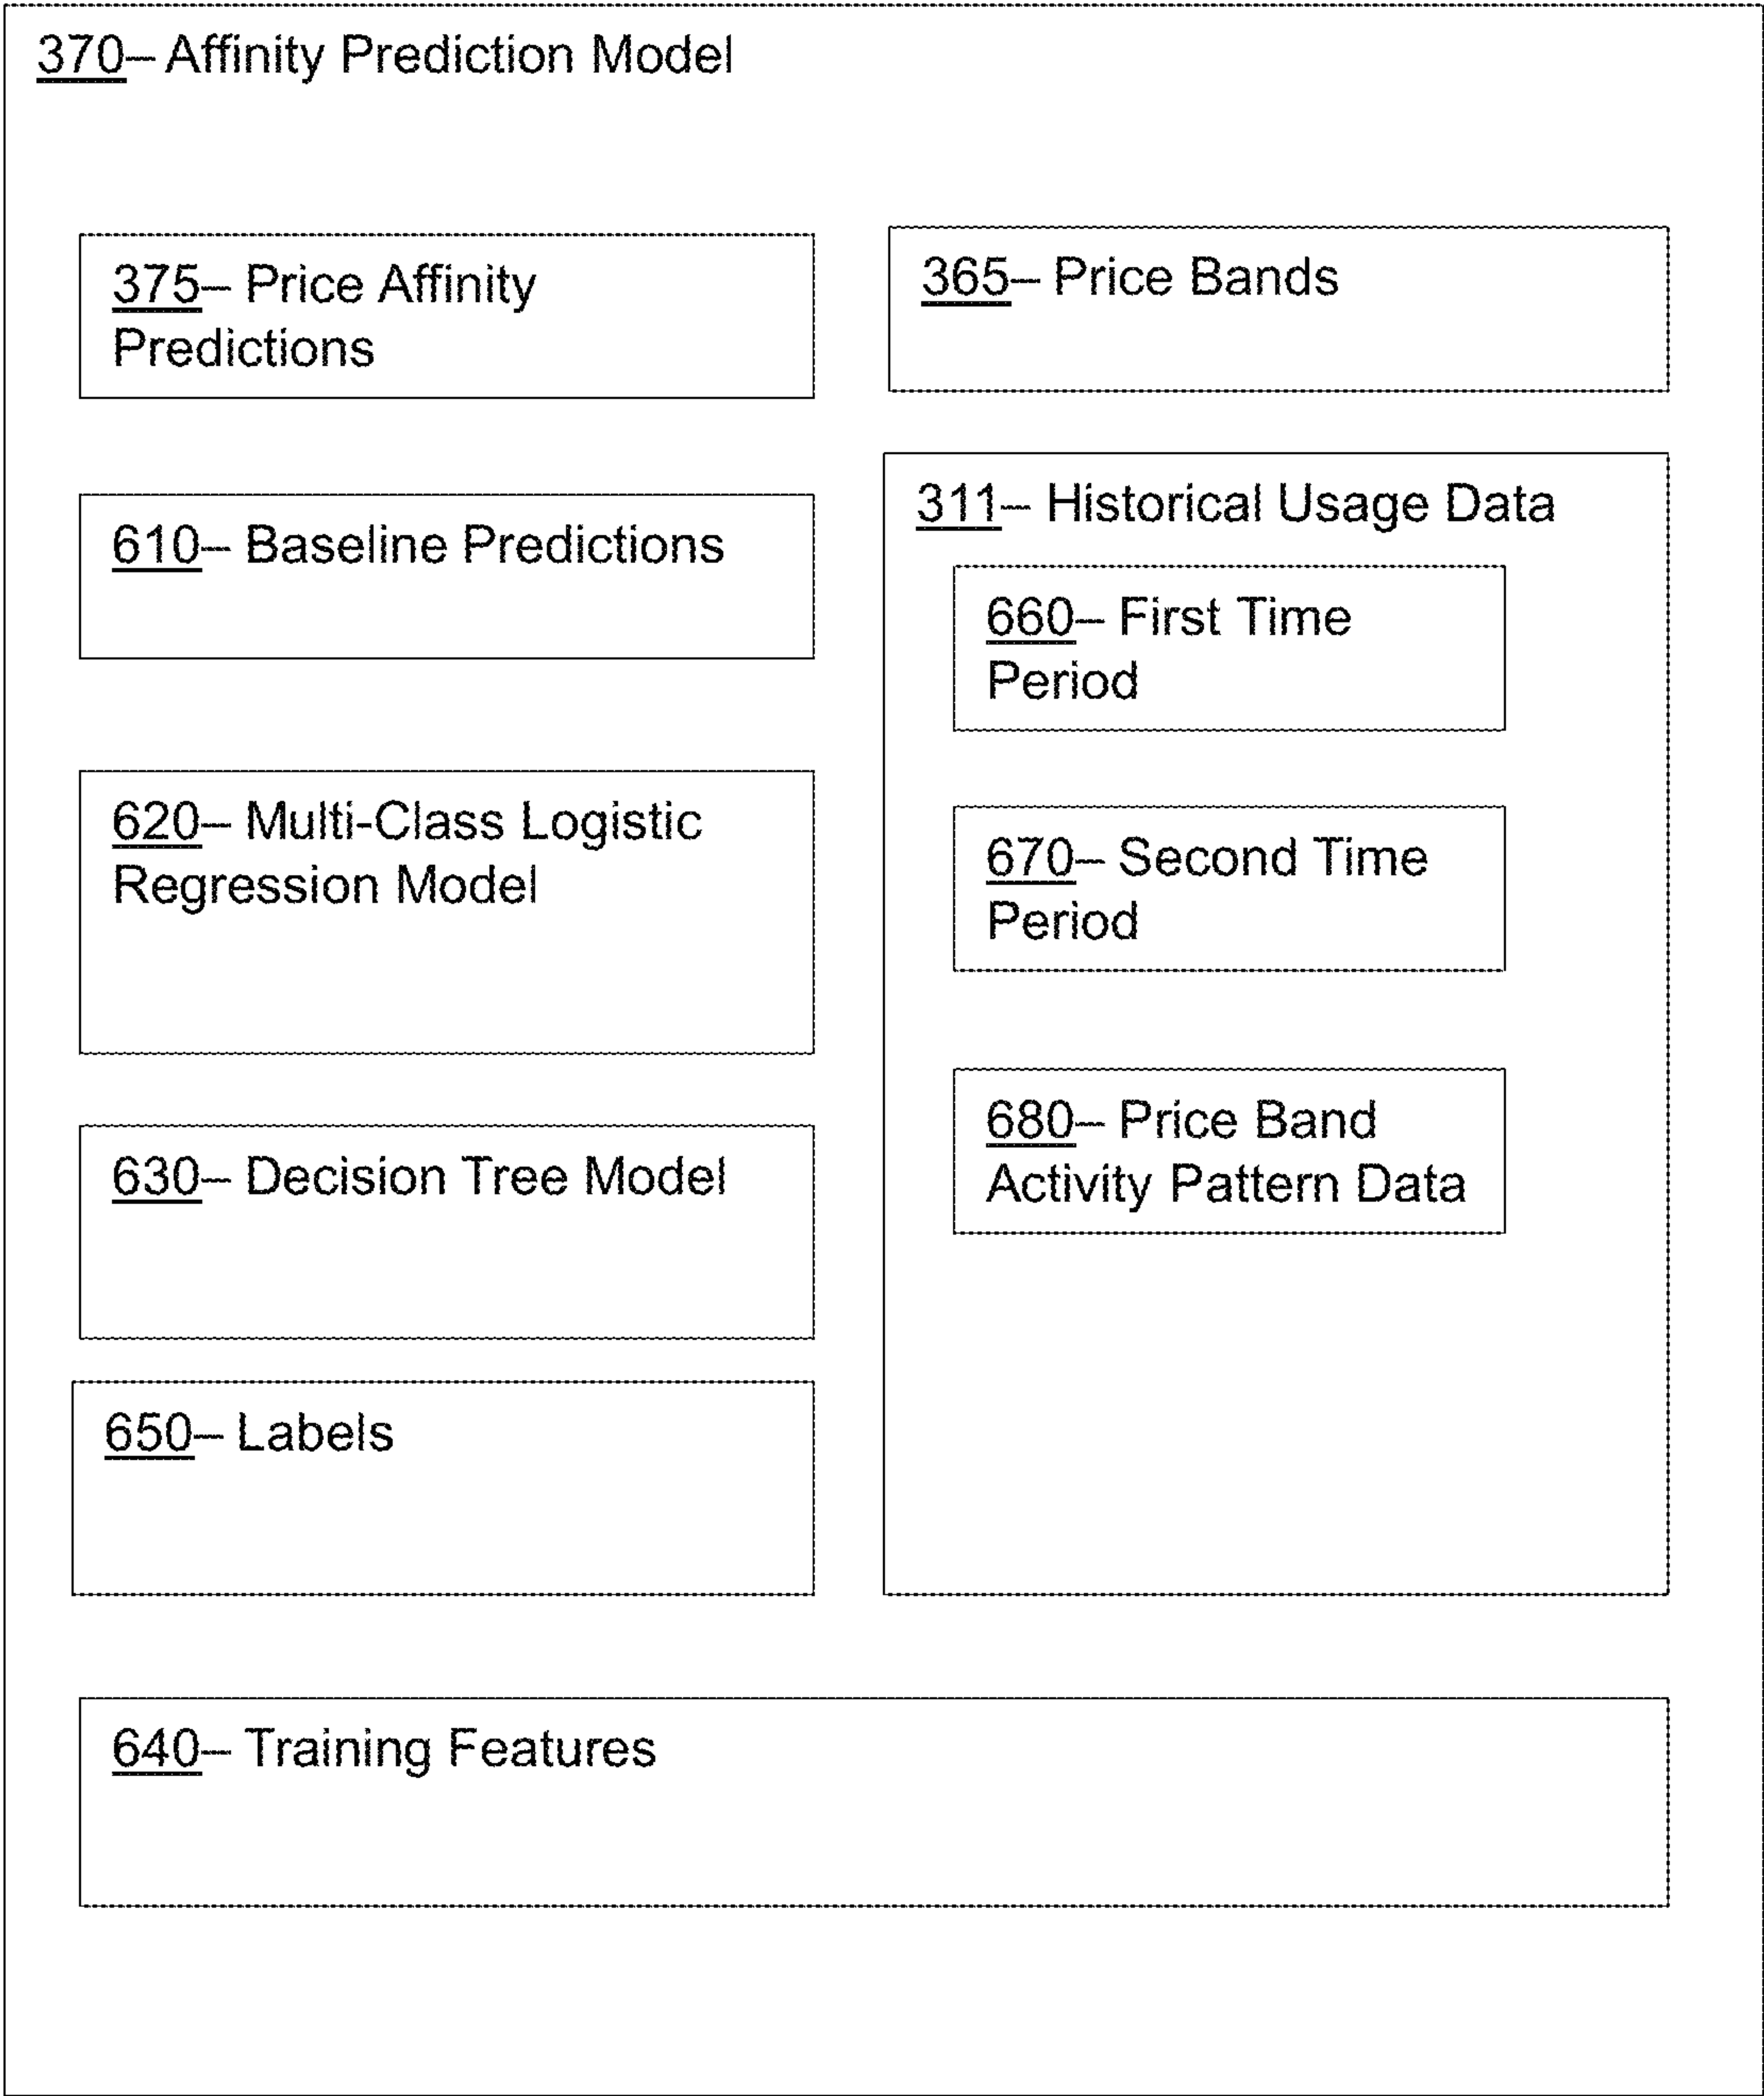 370– Affinity Prediction Model
375– Price Affinity
Predictions
365– Price Bands
610– Baseline Predictions
311– Historical Usage Data
660– First Time
Period
620– Multi-Class Logistic
Regression Model
670– Second Time
Period
630– Decision Tree Model
680– Price Band
Activity Pattern Data
650– Labels
640– Training Features